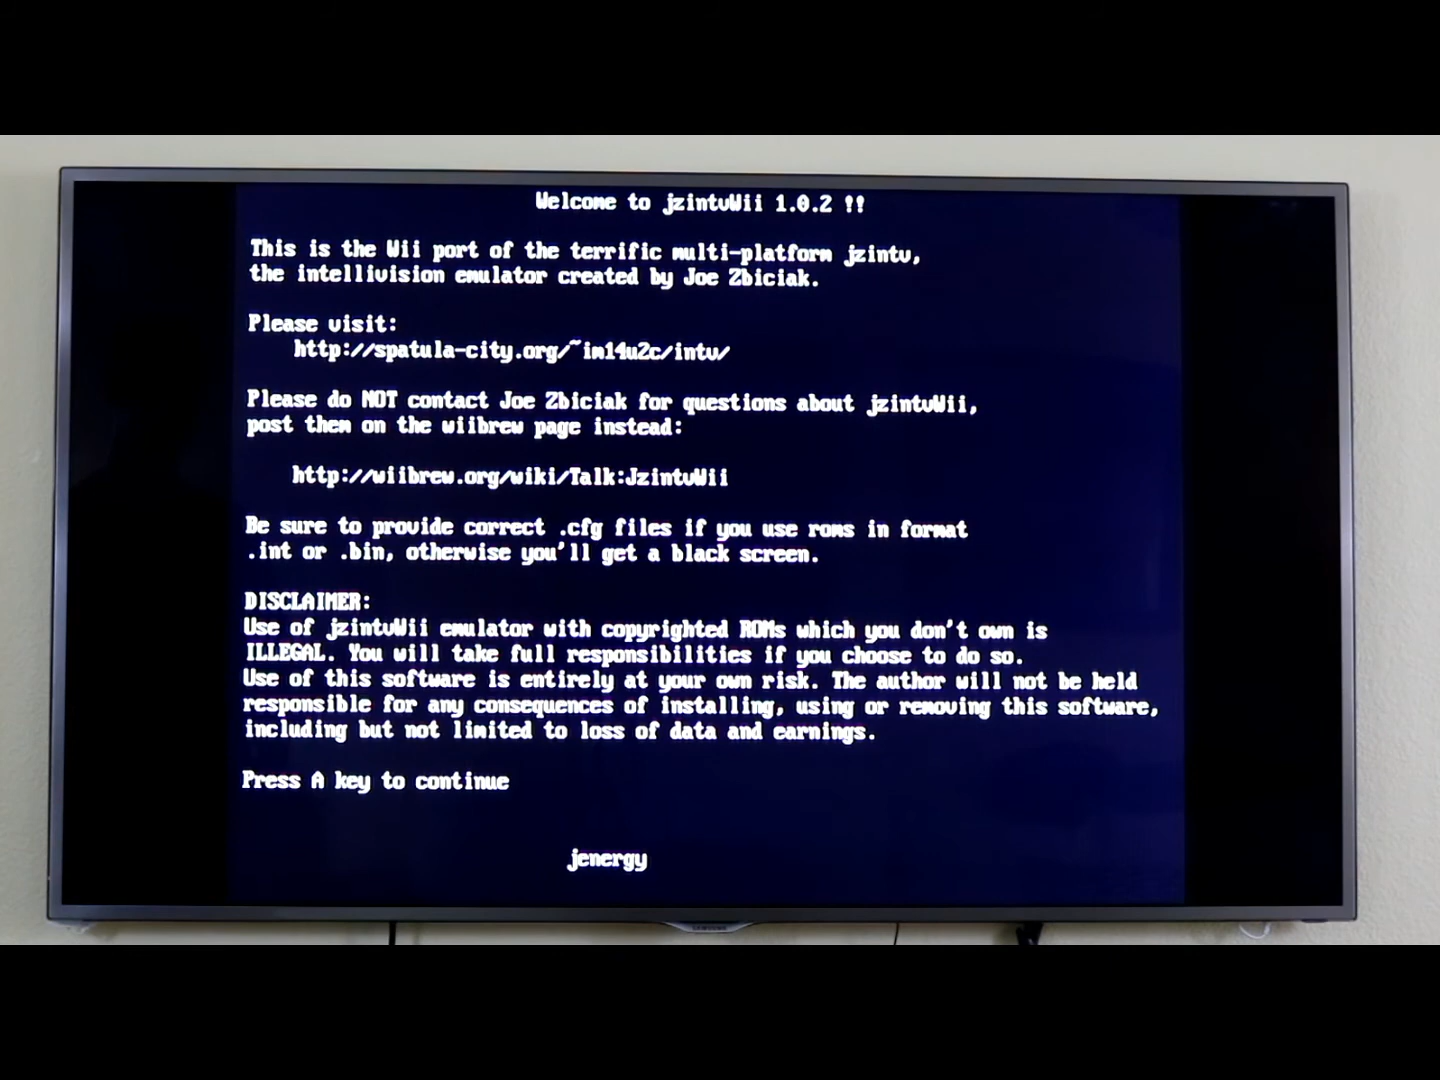 Welcome to jzintvWii 1.0.2 !!
This is the Wii port of the terrific multi-platform jzintv,
the intellivision emulator created by Joe Zbiciak.
Please visit:
http://spatula-city.org/~im14u2c/intv/
Please do NOT contact Joe Zbiciak for questions about jzintvWii,
post them on the wiibrew page instead:
http://wiibrew.org/wiki/Talk:JzintvWii
Be sure to provide correct .cfg files if you use roms in format
.int or .bin, otherwise you'll get a black screen.
DISCLAIMER:
Use of jzintvWii emulator with copyrighted ROMs which you don't own is
ILLEGAL. You will take full responsibilities if you choose to do so.
Use of this software is entirely at your own risk. The author will not be held
responsible for any consequences of installing, using or removing this software,
including but not limited to loss of data and earnings.
Press A key to continue
jenergy
SAMSUNG